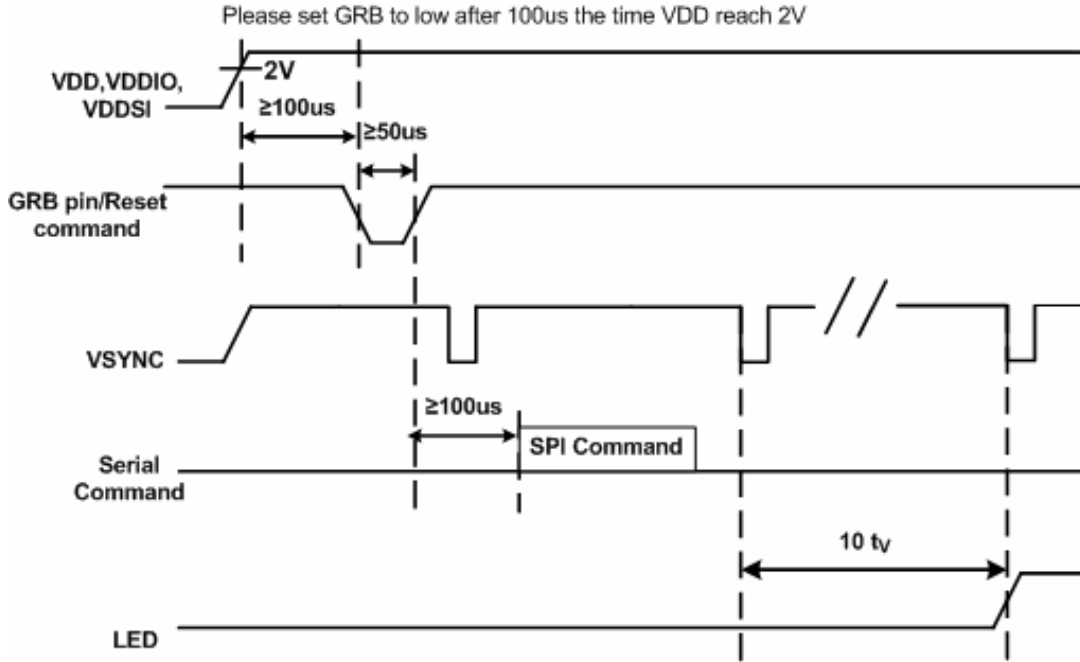 Please set GRB to low after 100us the time VDD reach 2V
VDD,VDDIO,
VDDSI
2V
≥100us
≥50us
GRB pin/Reset
command
VSYNC
≥100us
SPI Command
Serial
Command
10 tV
LED